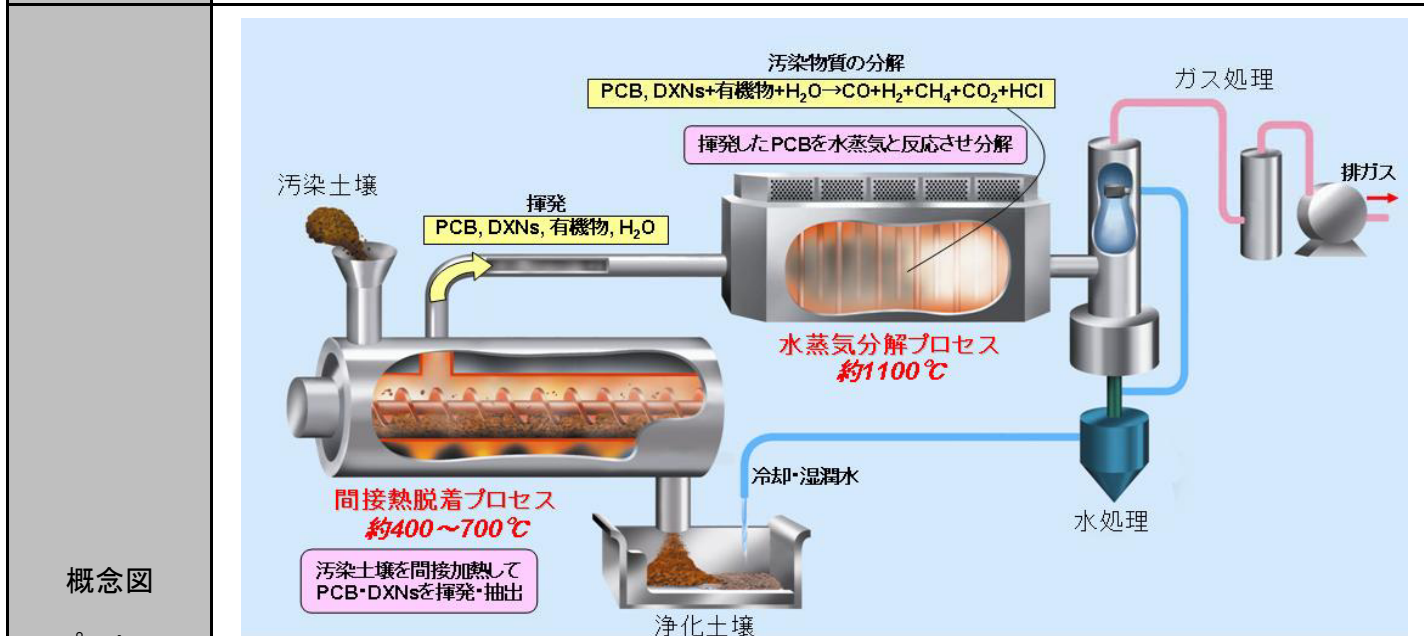 汚染物質の分解
PCB, DXNs+有機物+H₂O→CO+H₂+CH₄+CO₂+HCl
揮発したPCBを水蒸気と反応させ分解
ガス処理
排ガス
汚染土壌
揮発
PCB, DXNs, 有機物, H₂O
水蒸気分解プロセス
約1100℃
間接熱脱着プロセス
約400～700℃
汚染土壌を間接加熱して
PCB・DXNsを揮発・抽出
冷却・湿潤水
水処理
浄化土壌
概念図